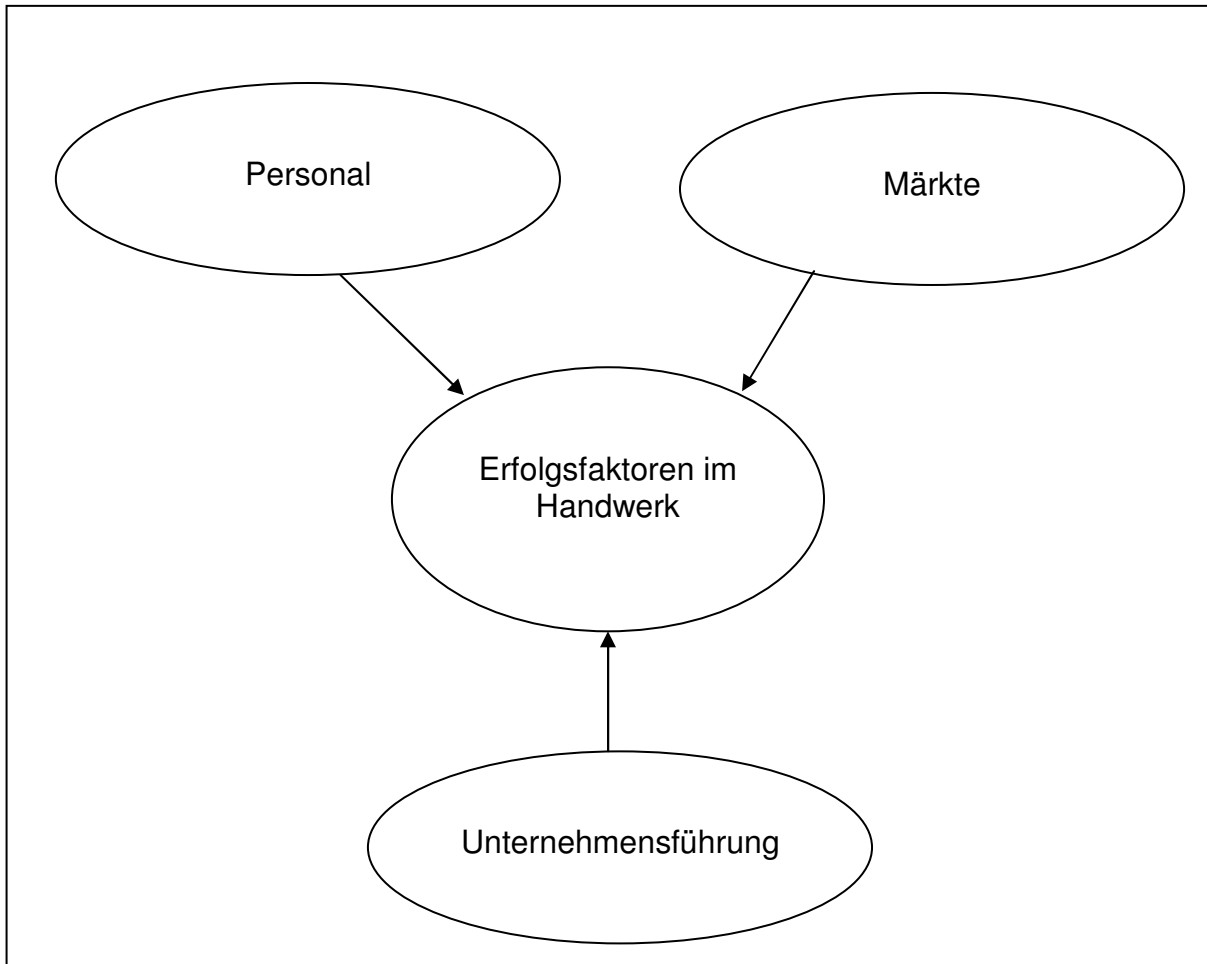 Personal
Märkte
Erfolgsfaktoren im
Handwerk
Unternehmensführung